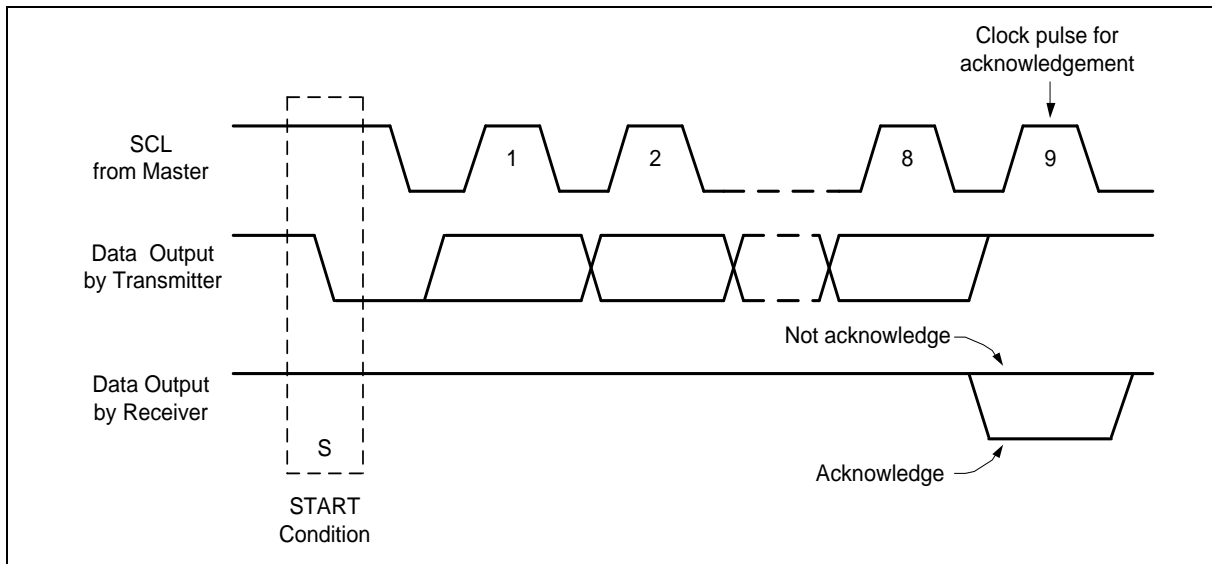 Clock pulse for
acknowledgement
SCL
from Master
1
2
8
9
Data Output
by Transmitter
Not acknowledge
Data Output
by Receiver
S
Acknowledge
START
Condition